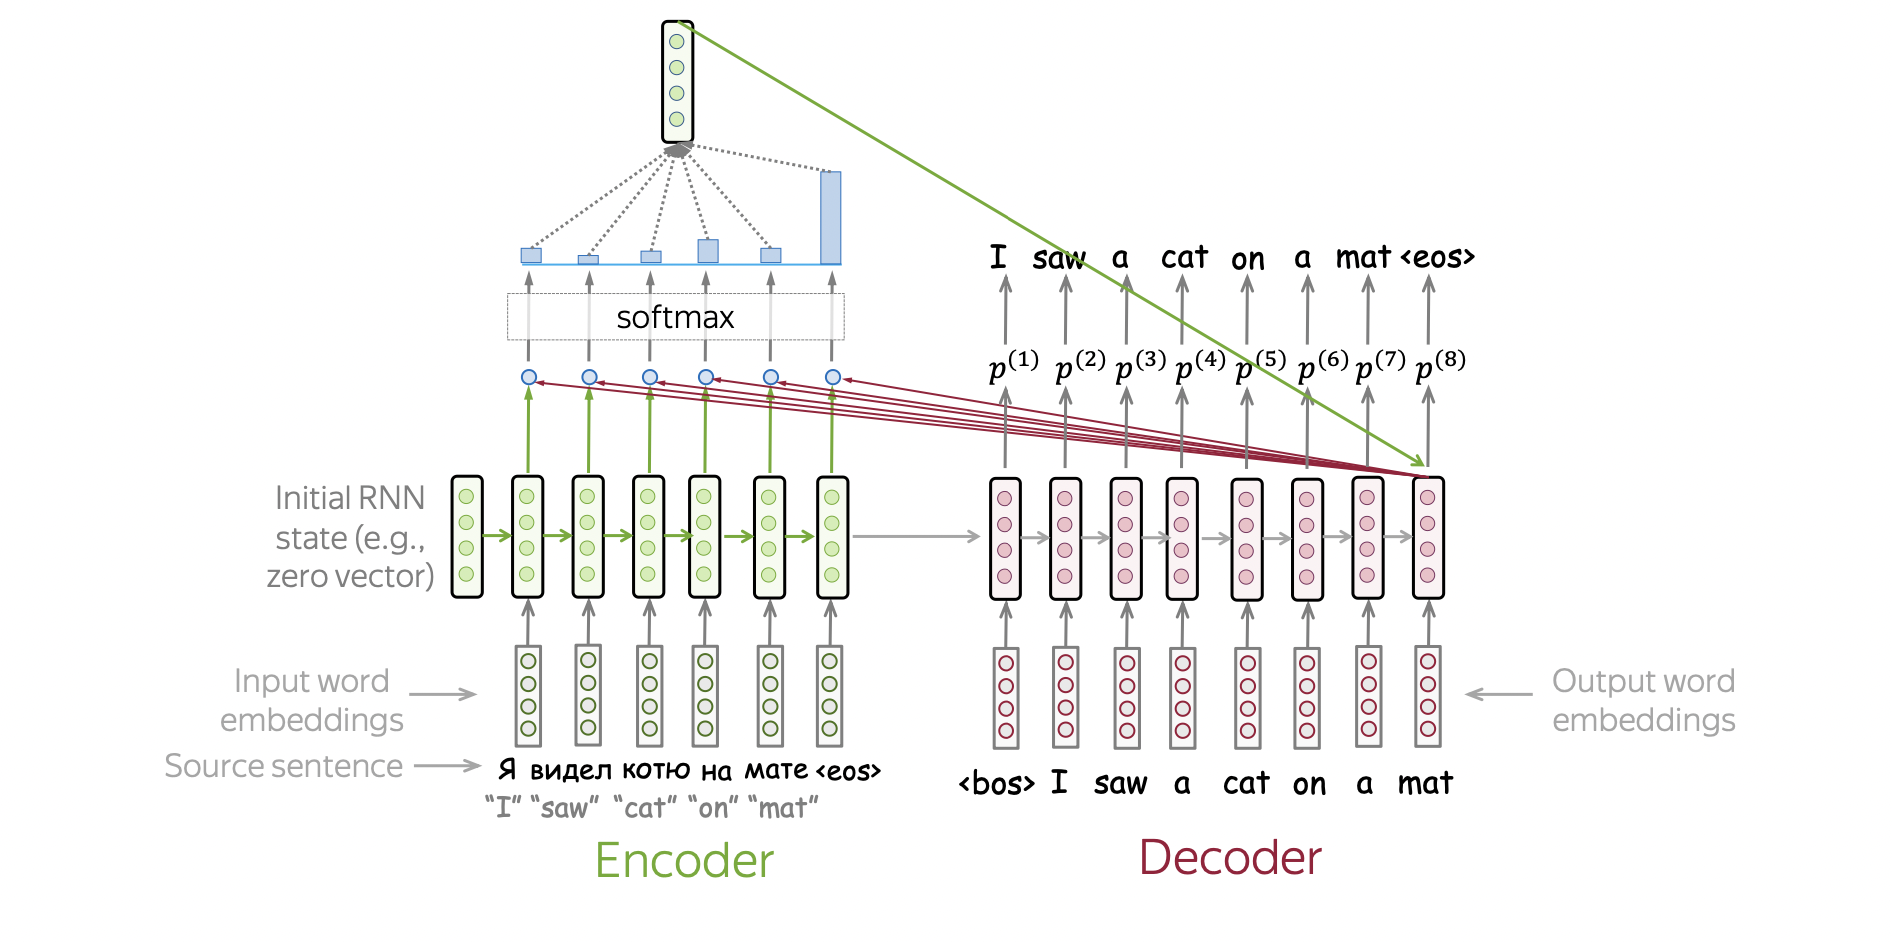 I saw a cat on a mat <eos>
softmax
p(1) p(2) p(3) p(4) p(5) p(6) p(7) p(8)
Initial RNN
state (e.g.,
zero vector)
Input word
embeddings
Output word
embeddings
Source sentence
Я видел котю на мате <eos>
"I" "saw" "cat" "on" "mat"
<bos> I saw a cat on a mat
Encoder
Decoder